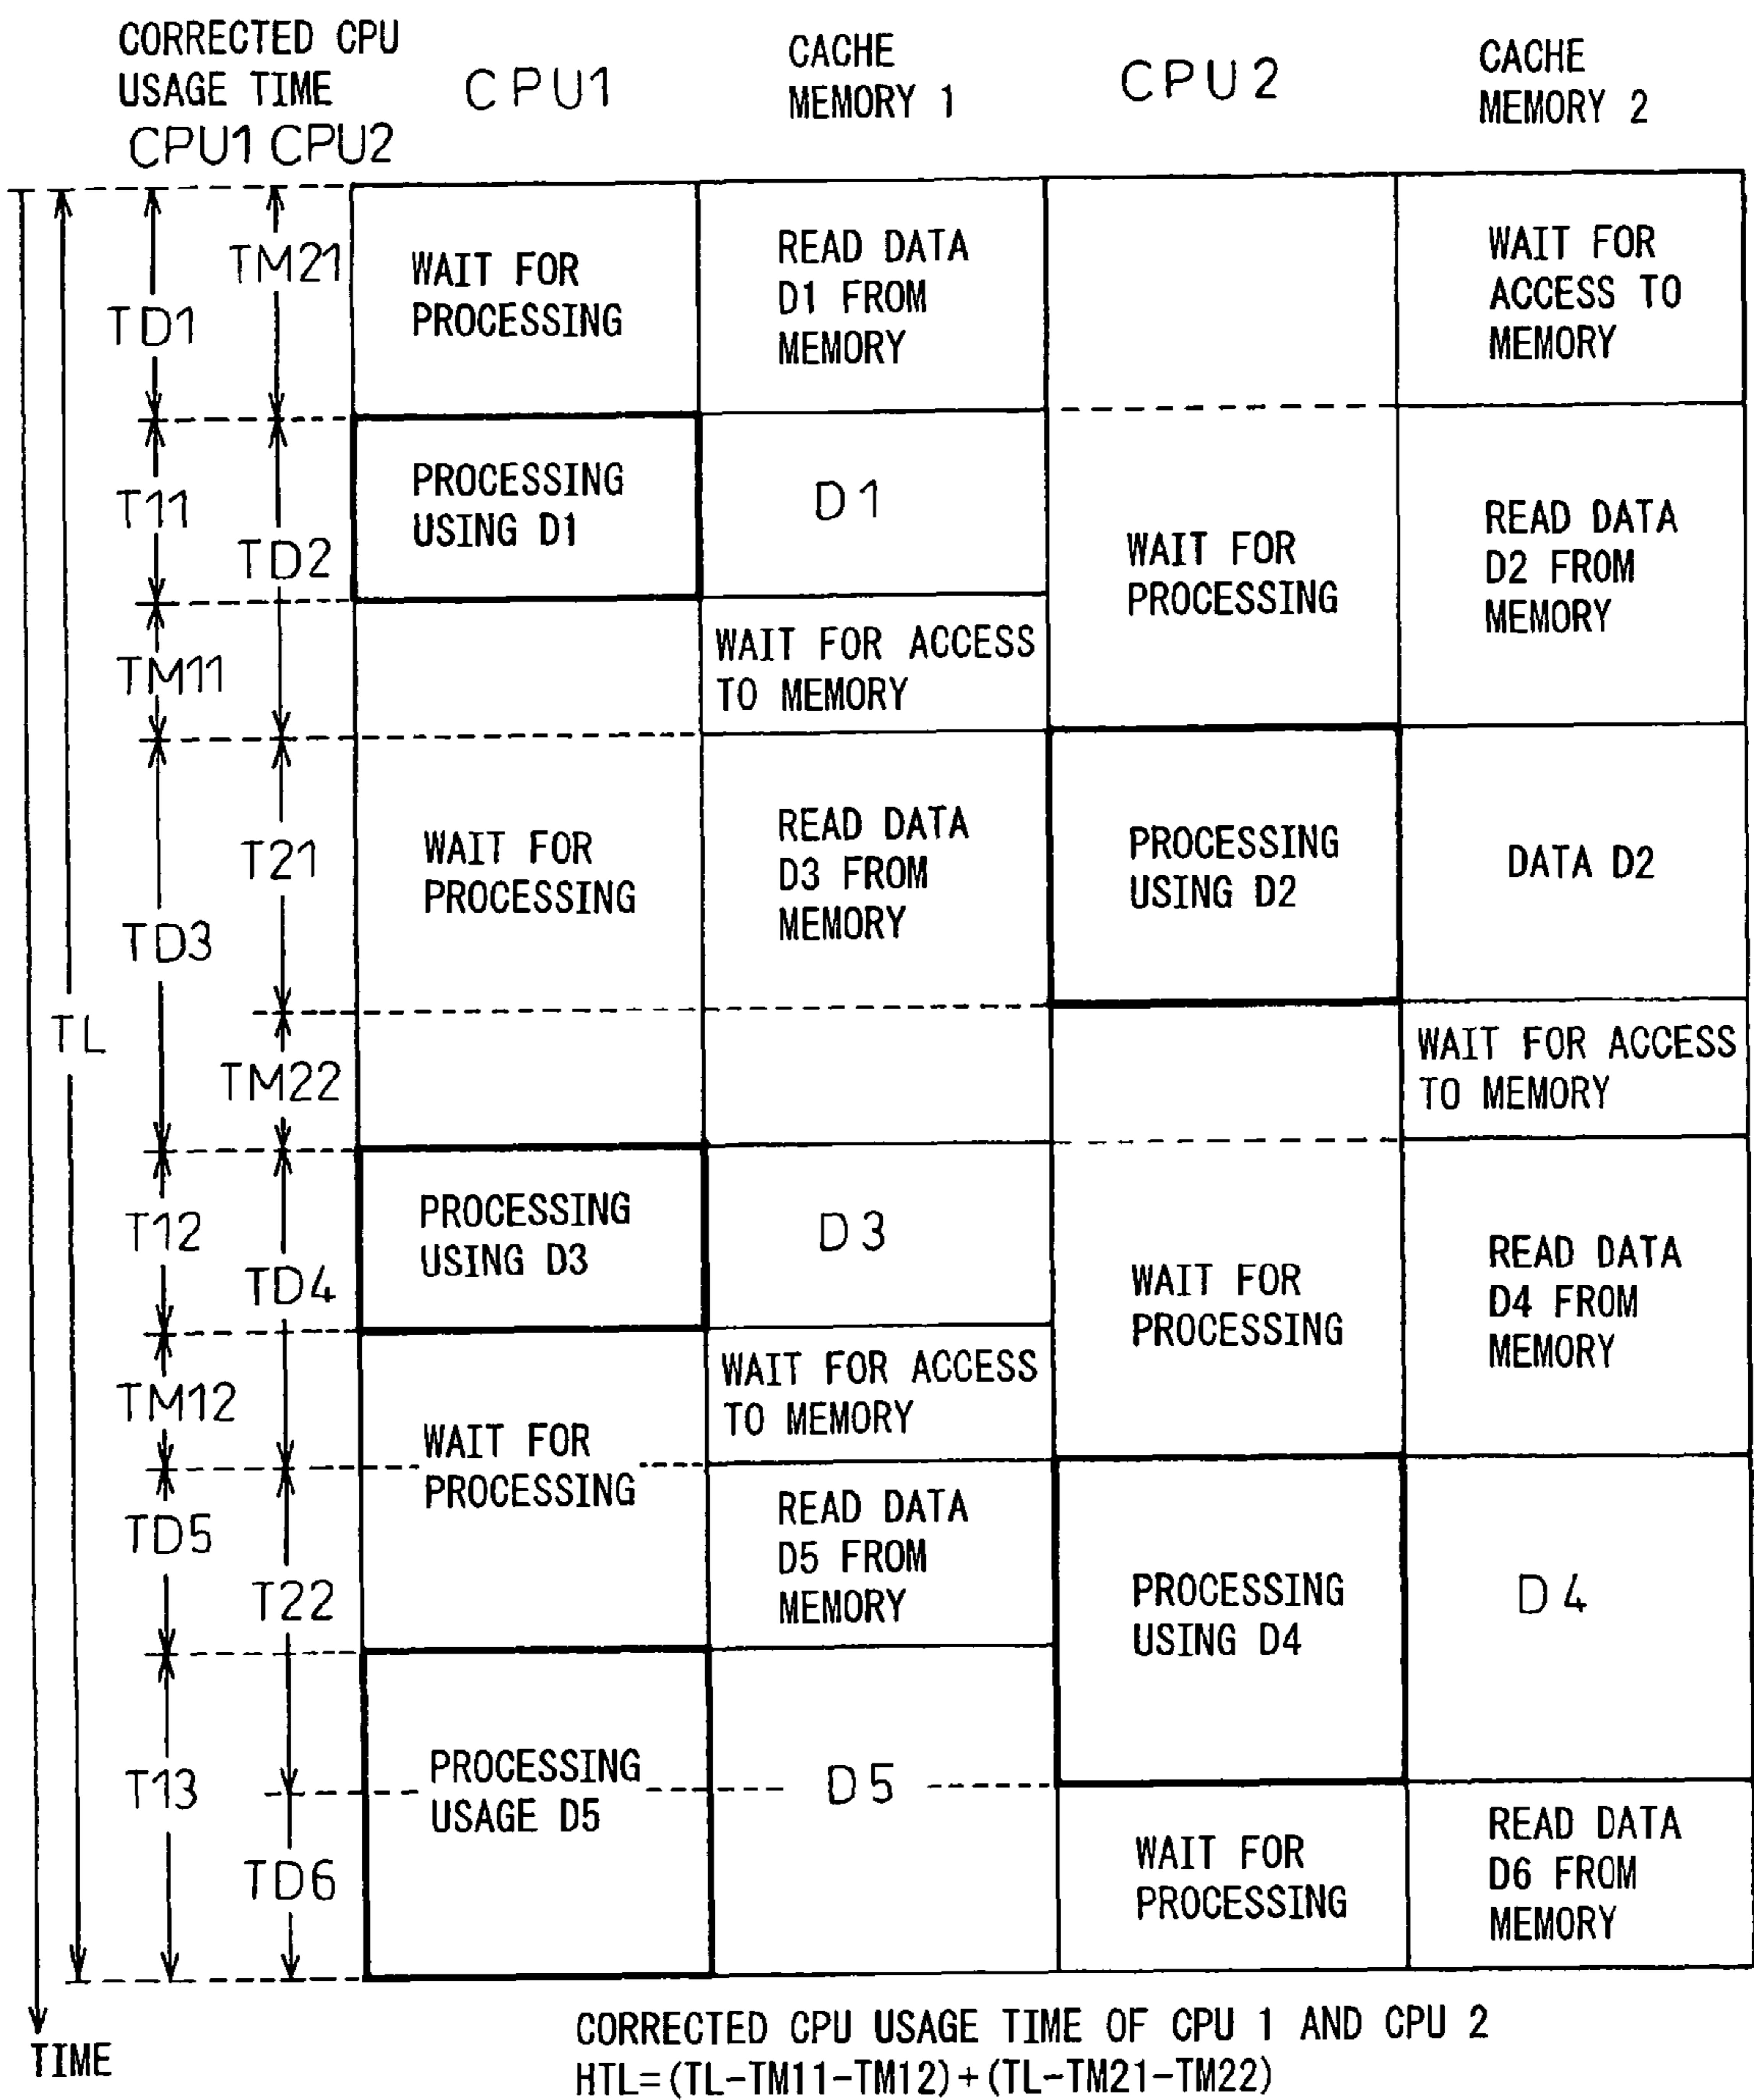 CORRECTED CPU
USAGE TIME
CPU1 CPU2
CPU1
CACHE
MEMORY 1
CPU2
CACHE
MEMORY 2
TM21
TD1
WAIT FOR
PROCESSING
READ DATA
D1 FROM
MEMORY
WAIT FOR
ACCESS TO
MEMORY
T11
TD2
PROCESSING
USING D1
D1
WAIT FOR
PROCESSING
READ DATA
D2 FROM
MEMORY
TM11
WAIT FOR ACCESS
TO MEMORY
T21
TD3
WAIT FOR
PROCESSING
READ DATA
D3 FROM
MEMORY
PROCESSING
USING D2
DATA D2
TL
TM22
WAIT FOR ACCESS
TO MEMORY
T12
TD4
PROCESSING
USING D3
D3
WAIT FOR
PROCESSING
READ DATA
D4 FROM
MEMORY
TM12
WAIT FOR
PROCESSING
WAIT FOR ACCESS
TO MEMORY
TD5
T22
READ DATA
D5 FROM
MEMORY
PROCESSING
USING D4
D4
T13
PROCESSING
USAGE D5
D5
TD6
WAIT FOR
PROCESSING
READ DATA
D6 FROM
MEMORY
TIME
CORRECTED CPU USAGE TIME OF CPU 1 AND CPU 2
HTL=(TL-TM11-TM12)+(TL-TM21-TM22)